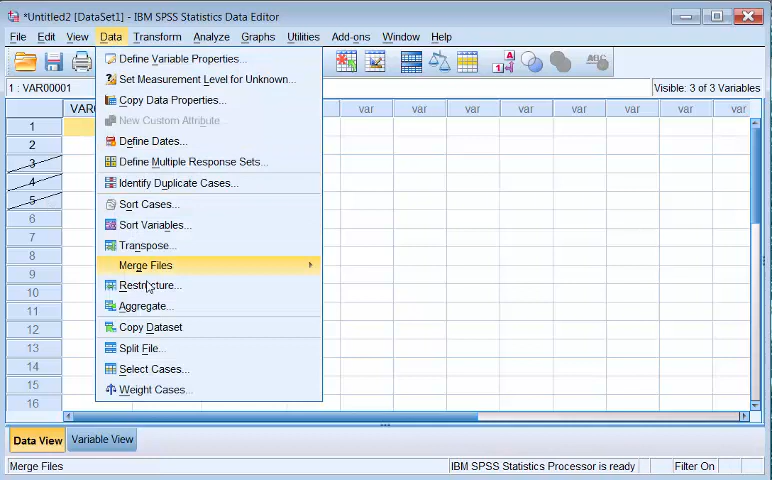 *Untitled2 [DataSet1] - IBM SPSS Statistics Data Editor
File Edit View Data Transform Analyze Graphs Utilities Add-ons Window Help
1 : VAR00001
Visible: 3 of 3 Variables
VAR0 var var var var var var var var
1
2
3
4
5
6
7
8
9
10
11
12
13
14
15
16
Define Variable Properties...
Set Measurement Level for Unknown...
Copy Data Properties...
New Custom Attribute...
Define Dates...
Define Multiple Response Sets...
Identify Duplicate Cases...
Sort Cases...
Sort Variables...
Transpose...
Merge Files
Restructure...
Aggregate...
Copy Dataset
Split File...
Select Cases...
Weight Cases...
Data View Variable View
Merge Files IBM SPSS Statistics Processor is ready Filter On